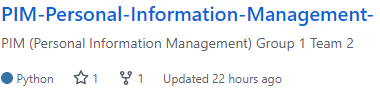 PIM-Personal-Information-Management-
PIM (Personal Information Management) Group 1 Team 2
Python 1 1 Updated 22 hours ago